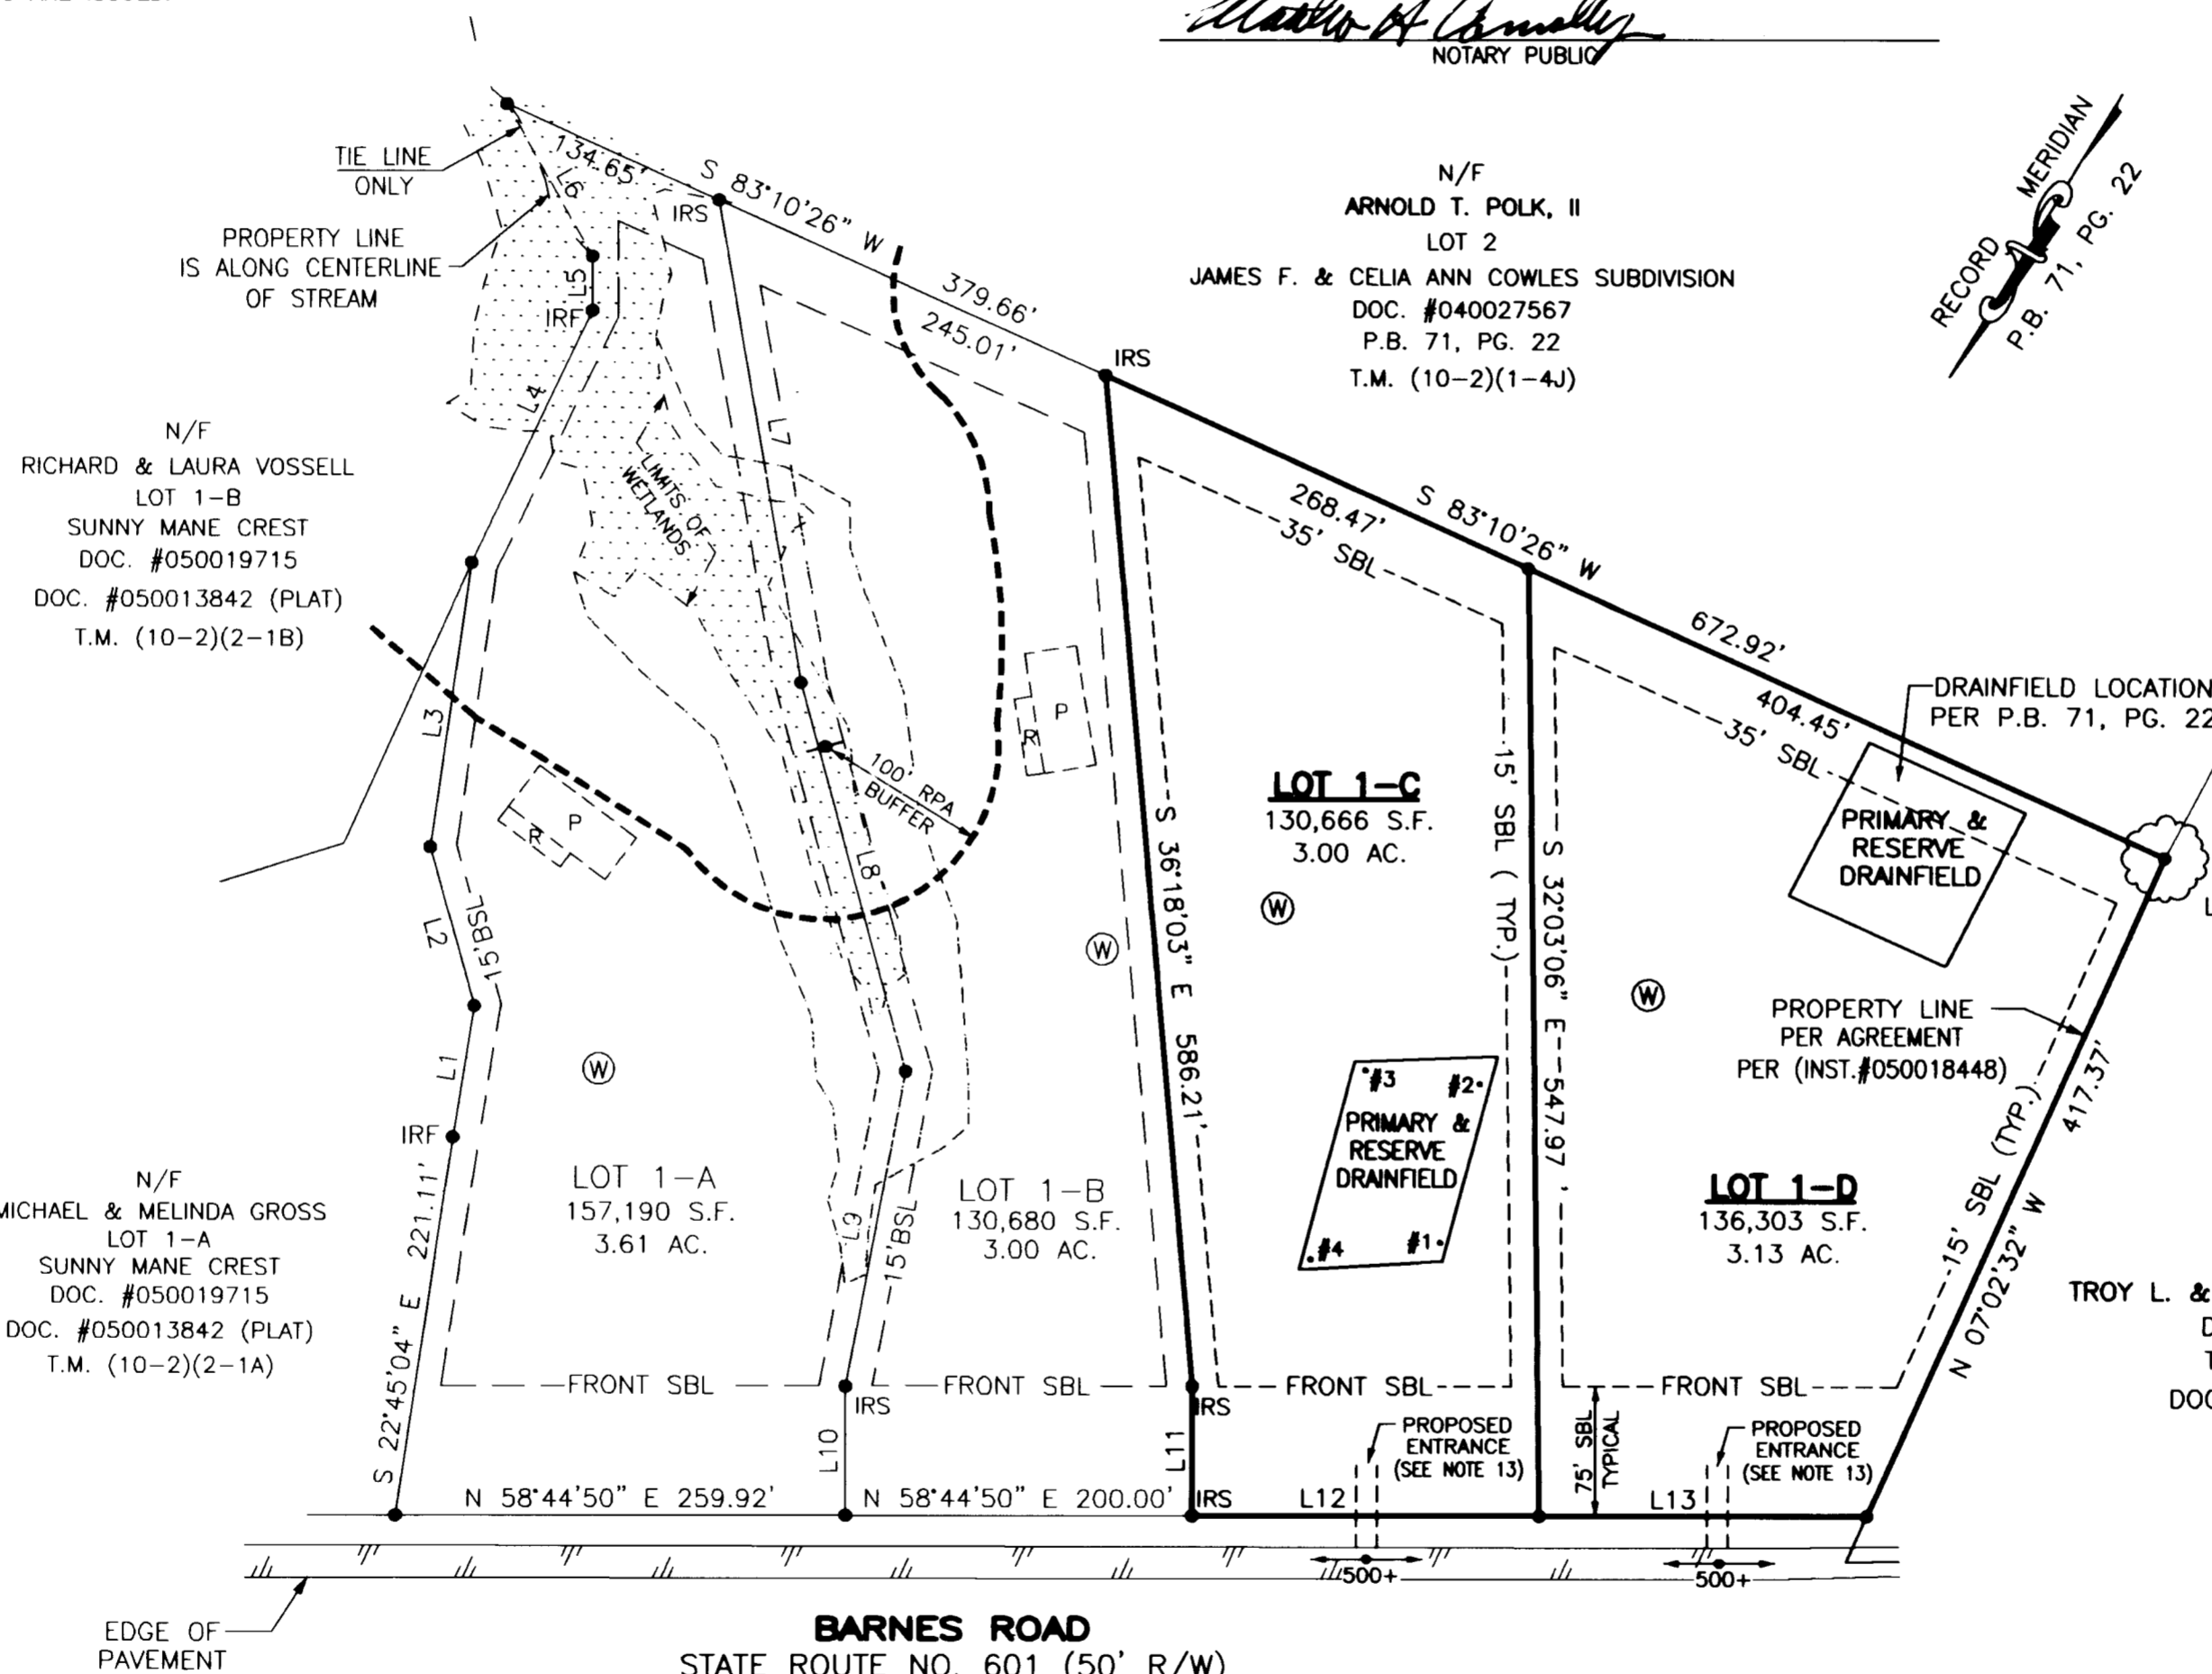 NOTARY PUBLIC
TIE LINE
ONLY
PROPERTY LINE
IS ALONG CENTERLINE
OF STREAM
134.65'
S 83°10'26" W
379.66'
245.01'
IRS
IRS
L6
L5
IRF
L4
L7
N/F
ARNOLD T. POLK, II
LOT 2
JAMES F. & CELIA ANN COWLES SUBDIVISION
DOC. #040027567
P.B. 71, PG. 22
T.M. (10-2)(1-4J)
RECORD MERIDIAN
P.B. 71, PG. 22
N/F
RICHARD & LAURA VOSSELL
LOT 1-B
SUNNY MANE CREST
DOC. #050019715
DOC. #050013842 (PLAT)
T.M. (10-2)(2-1B)
LIMITS OF
WETLANDS
268.47'
S 83°10'26" W
35' SBL
672.92'
404.45'
35' SBL
DRAINFIELD LOCATION
PER P.B. 71, PG. 22
PRIMARY &
RESERVE
DRAINFIELD
L3
P
R
P
R
100' RPA
BUFFER
L8
L2
15'BSL
LOT 1-C
130,666 S.F.
3.00 AC.
S 36°18'03" E 586.21'
15' SBL (TYP.)
S 32°03'06" E 547.97'
W
W
W
W
PROPERTY LINE
PER AGREEMENT
PER (INST.#050018448)
417.37'
N 07°02'32" W
15' SBL (TYP.)
L1
IRF
#3
#2
PRIMARY &
RESERVE
DRAINFIELD
#4
#1
LOT 1-A
157,190 S.F.
3.61 AC.
LOT 1-B
130,680 S.F.
3.00 AC.
LOT 1-D
136,303 S.F.
3.13 AC.
L9
15'BSL
N/F
MICHAEL & MELINDA GROSS
LOT 1-A
SUNNY MANE CREST
DOC. #050019715
DOC. #050013842 (PLAT)
T.M. (10-2)(2-1A)
S 22°45'04" E 221.11'
TROY L. &
DOC
FRONT SBL
FRONT SBL
FRONT SBL
FRONT SBL
IRS
IRS
L10
L11
75' SBL
TYPICAL
PROPOSED
ENTRANCE
(SEE NOTE 13)
PROPOSED
ENTRANCE
(SEE NOTE 13)
N 58°44'50" E 259.92'
N 58°44'50" E 200.00'
IRS
L12
L13
500+
500+
EDGE OF
PAVEMENT
BARNES ROAD
STATE ROUTE NO. 601 (50' R/W)